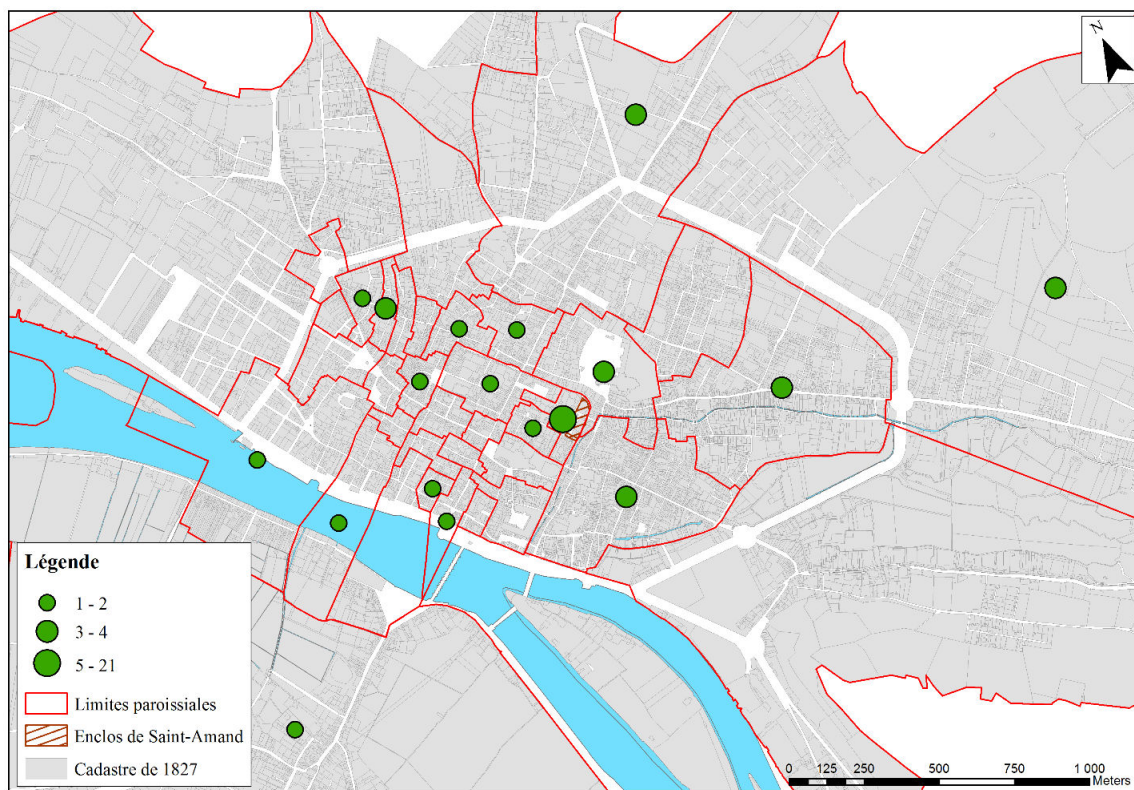 N
Légende
1 - 2
3 - 4
5 - 21
Limites paroissiales
Enclos de Saint-Amand
Cadastre de 1827
0 125 250 500 750 1 000
Meters